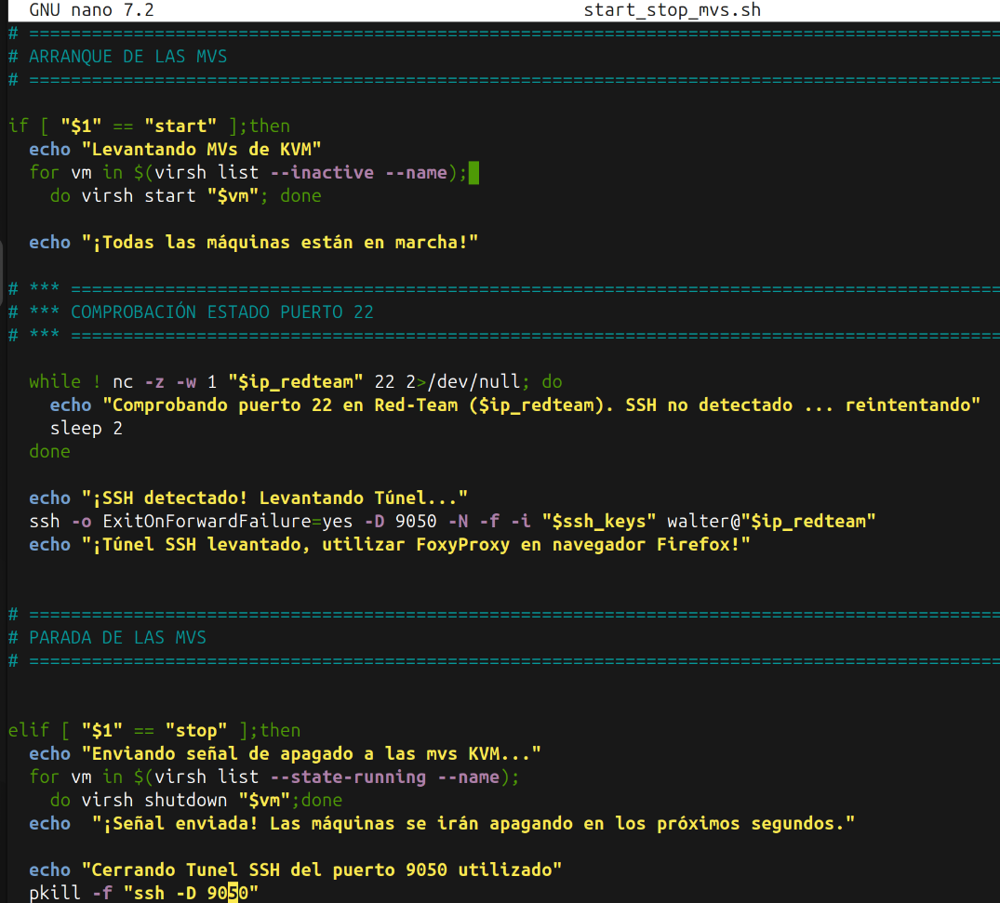 GNU nano 7.2 start_stop_mvs.sh
# ==============================================================================================
# ARRANQUE DE LAS MVS
# ==============================================================================================
if [ "$1" == "start" ];then
echo "Levantando MVs de KVM"
for vm in $(virsh list --inactive --name);
do virsh start "$vm"; done
echo "¡Todas las máquinas están en marcha!"
# *** ==========================================================================================
# *** COMPROBACIÓN ESTADO PUERTO 22
# *** ==========================================================================================
while ! nc -z -w 1 "$ip_redteam" 22 2>/dev/null; do
echo "Comprobando puerto 22 en Red-Team ($ip_redteam). SSH no detectado ... reintentando"
sleep 2
done
echo "¡SSH detectado! Levantando Túnel..."
ssh -o ExitOnForwardFailure=yes -D 9050 -N -f -i "$ssh_keys" walter@"$ip_redteam"
echo "¡Túnel SSH levantado, utilizar FoxyProxy en navegador Firefox!"
# ==============================================================================================
# PARADA DE LAS MVS
# ==============================================================================================
elif [ "$1" == "stop" ];then
echo "Enviando señal de apagado a las mvs KVM..."
for vm in $(virsh list --state-running --name);
do virsh shutdown "$vm";done
echo  "¡Señal enviada! Las máquinas se irán apagando en los próximos segundos."
echo "Cerrando Tunel SSH del puerto 9050 utilizado"
pkill -f "ssh -D 9050"